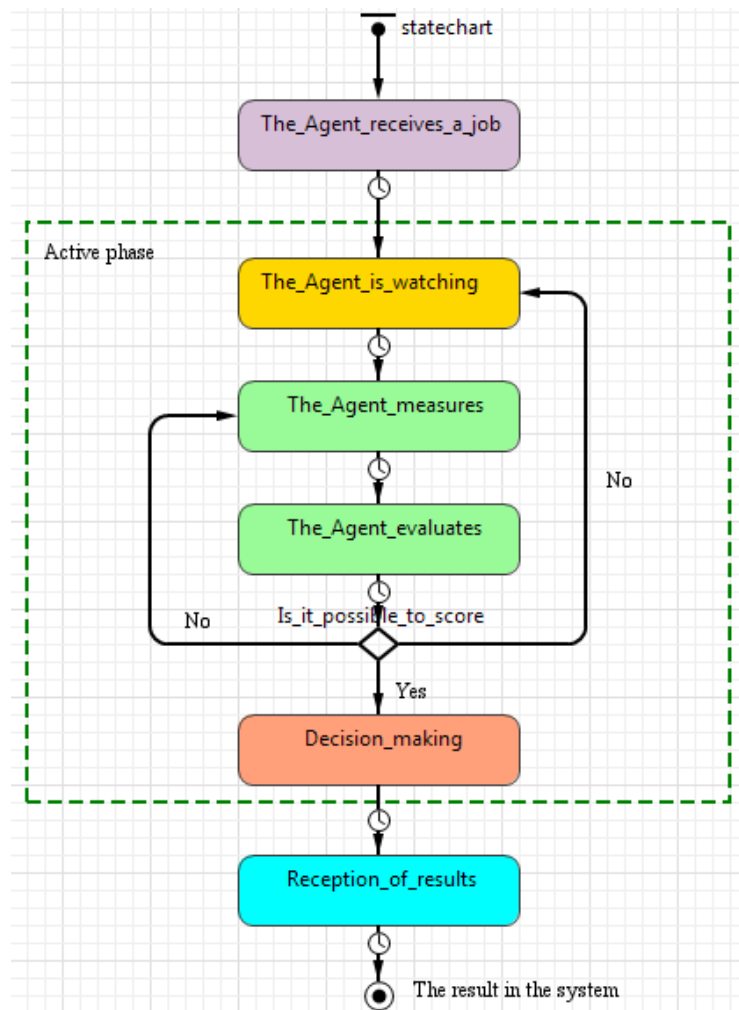 statechart
The_Agent_receives_a_job
Active phase
The_Agent_is_watching
The_Agent_measures
No
The_Agent_evaluates
Is_it_possible_to_score
No
Yes
Decision_making
Reception_of_results
The result in the system